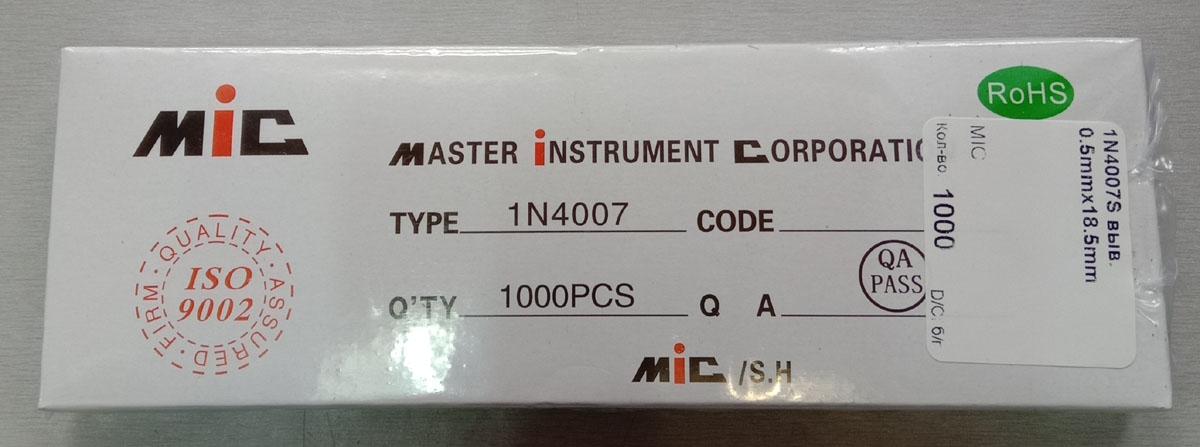 MiC
RoHS
MASTER iNSTRUMENT CORPORATIO
TYPE 1N4007 CODE
Q'TY 1000PCS Q A
QA
PASS
MiC /S.H
FIRM · QUALITY · ASSURED ·
ISO
9002
1N4007S выв.
0.5mmx18.5mm
MIC
Кол-во 1000 D/C: б/г